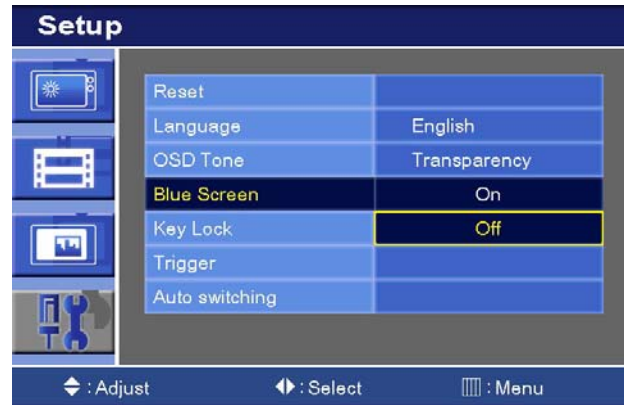 Setup
Reset
Language English
OSD Tone Transparency
Blue Screen On
Key Lock Off
Trigger
Auto switching
: Adjust : Select : Menu